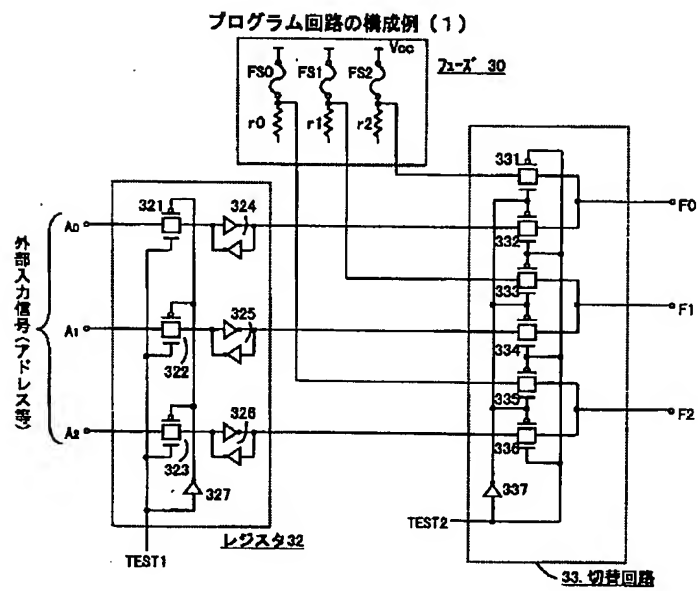 プログラム回路の構成例（1）
Vcc
FS0 FS1 FS2
r0 r1 r2
ﾌｭｰｽﾞ 30
331
332
333
334
335
336
337
F0
F1
F2
TEST2
33.切替回路
321
322
323
324
325
326
327
A0
A1
A2
外部入力信号（アドレス等）
TEST1
レジスタ32